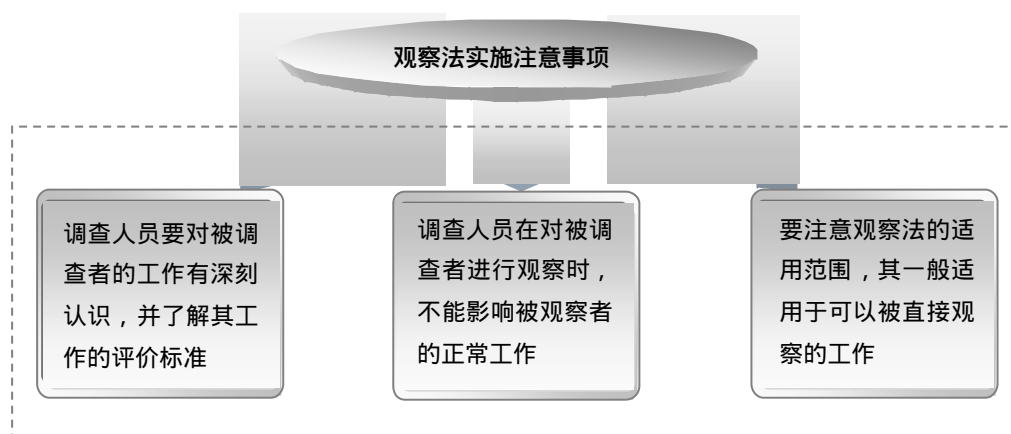 观察法实施注意事项
调查人员要对被调
查者的工作有深刻
认识，并了解其工
作的评价标准
调查人员在对被调
查者进行观察时，
不能影响被观察者
的正常工作
要注意观察法的适
用范围，其一般适
用于可以被直接观
察的工作